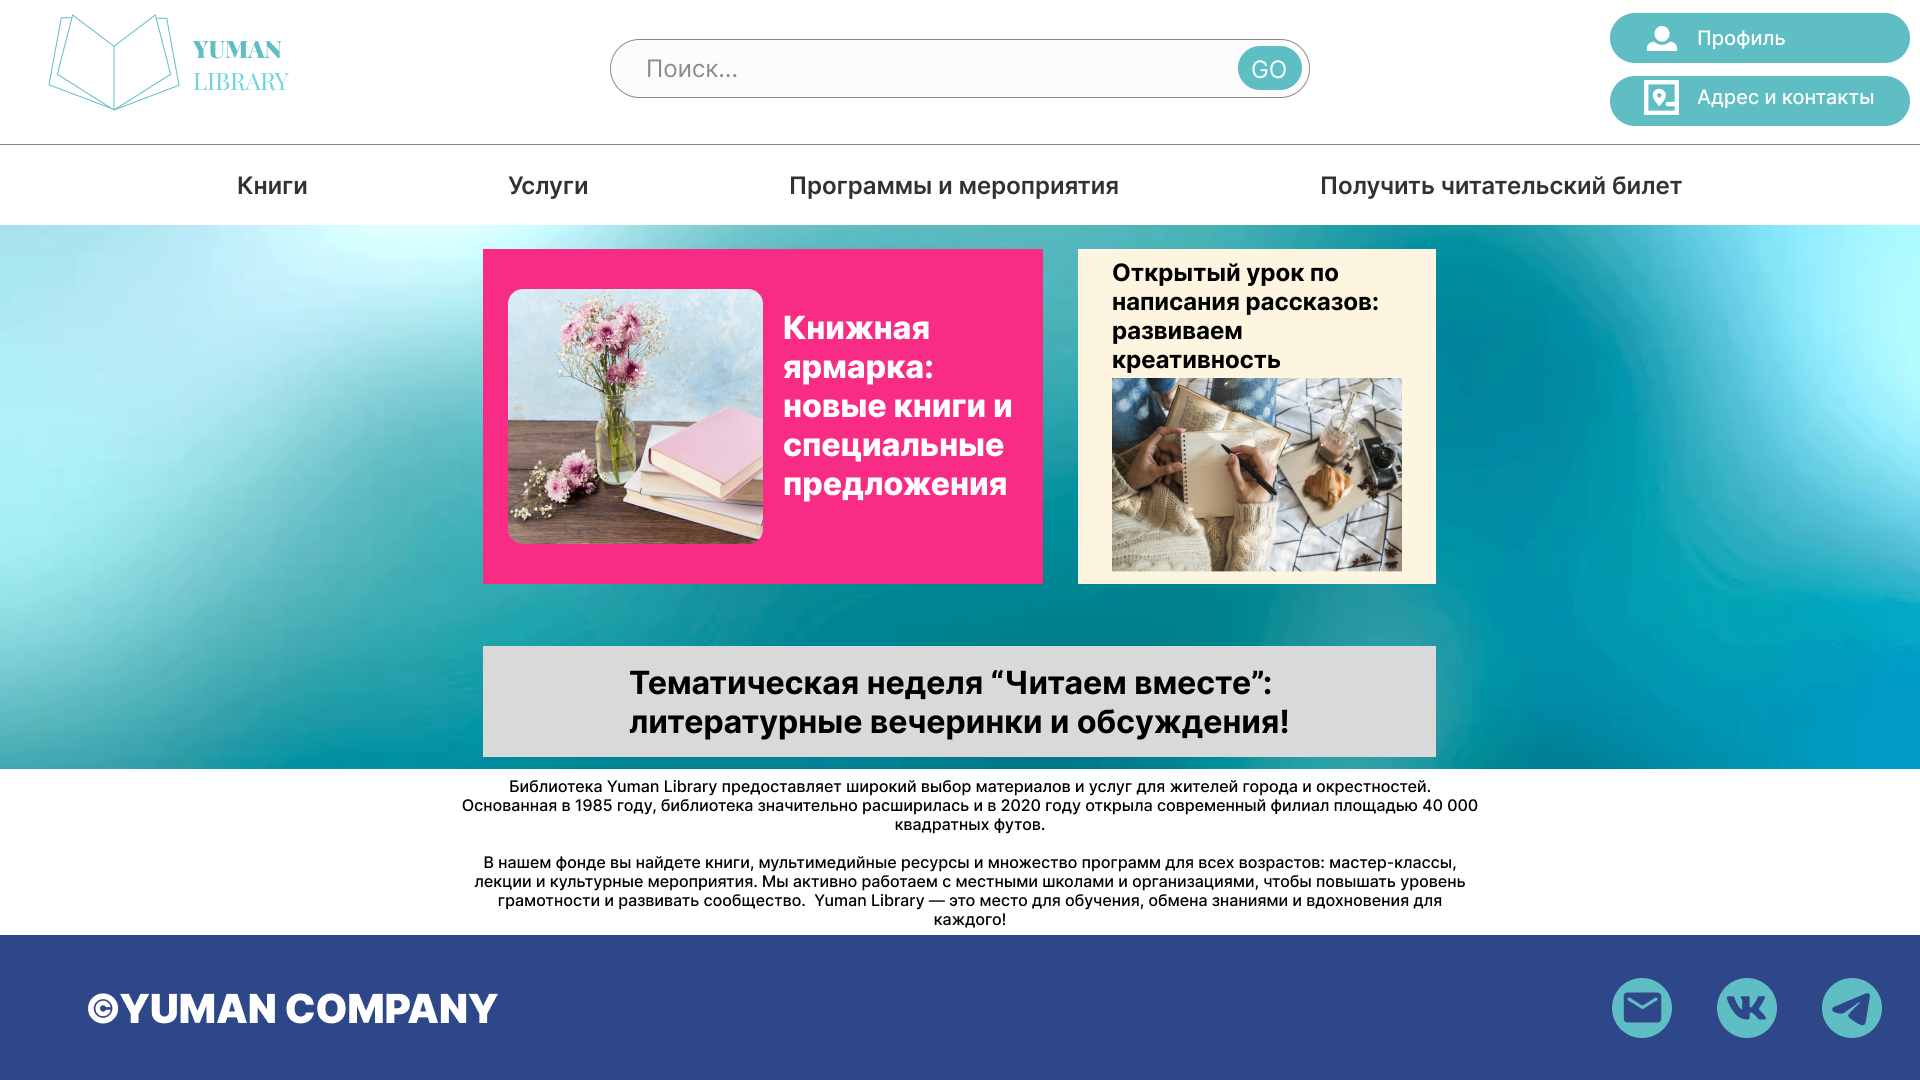 YUMAN
LIBRARY
Поиск...
GO
Профиль
Адрес и контакты
Книги
Услуги
Программы и мероприятия
Получить читательский билет
Книжная
ярмарка:
новые книги и
специальные
предложения
Открытый урок по
написания рассказов:
развиваем
креативность
Тематическая неделя “Читаем вместе”:
литературные вечеринки и обсуждения!
Библиотека Yuman Library предоставляет широкий выбор материалов и услуг для жителей города и окрестностей.
Основанная в 1985 году, библиотека значительно расширилась и в 2020 году открыла современный филиал площадью 40 000
квадратных футов.
В нашем фонде вы найдете книги, мультимедийные ресурсы и множество программ для всех возрастов: мастер-классы,
лекции и культурные мероприятия. Мы активно работаем с местными школами и организациями, чтобы повышать уровень
грамотности и развивать сообщество.  Yuman Library — это место для обучения, обмена знаниями и вдохновения для
каждого!
©YUMAN COMPANY